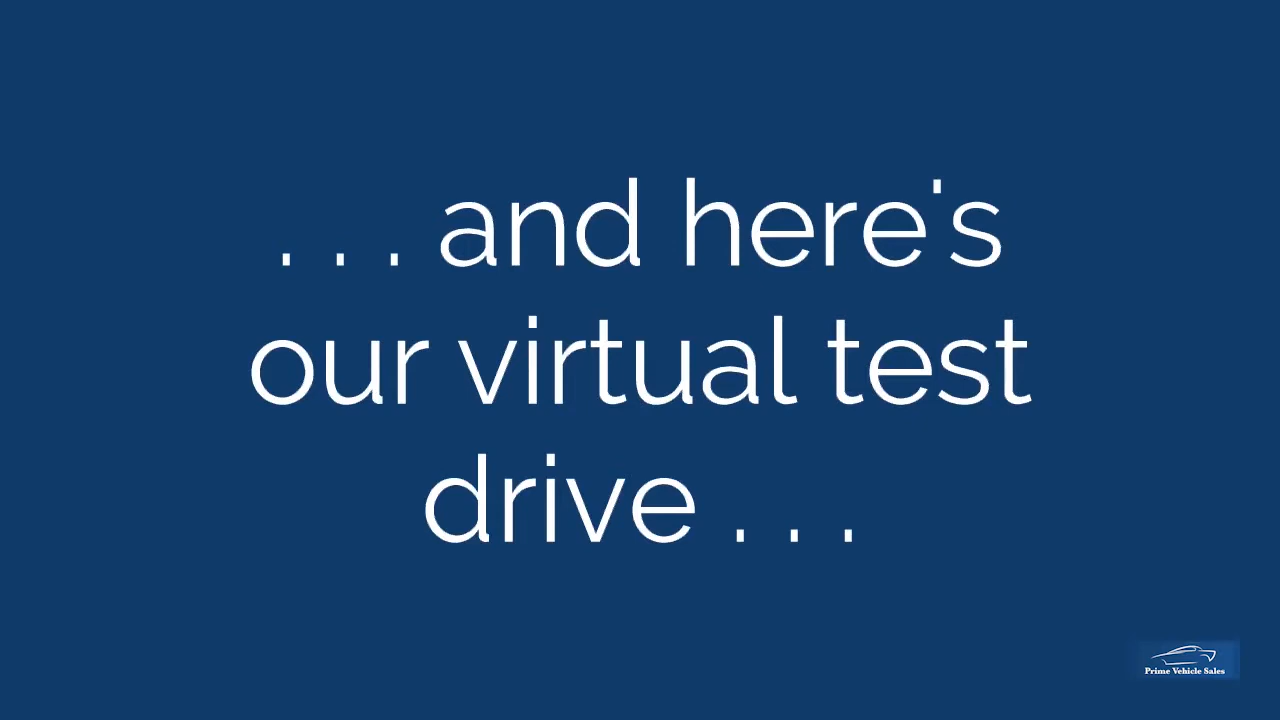 . . . and here's
our virtual test
drive . . .
Prime Vehicle Sales